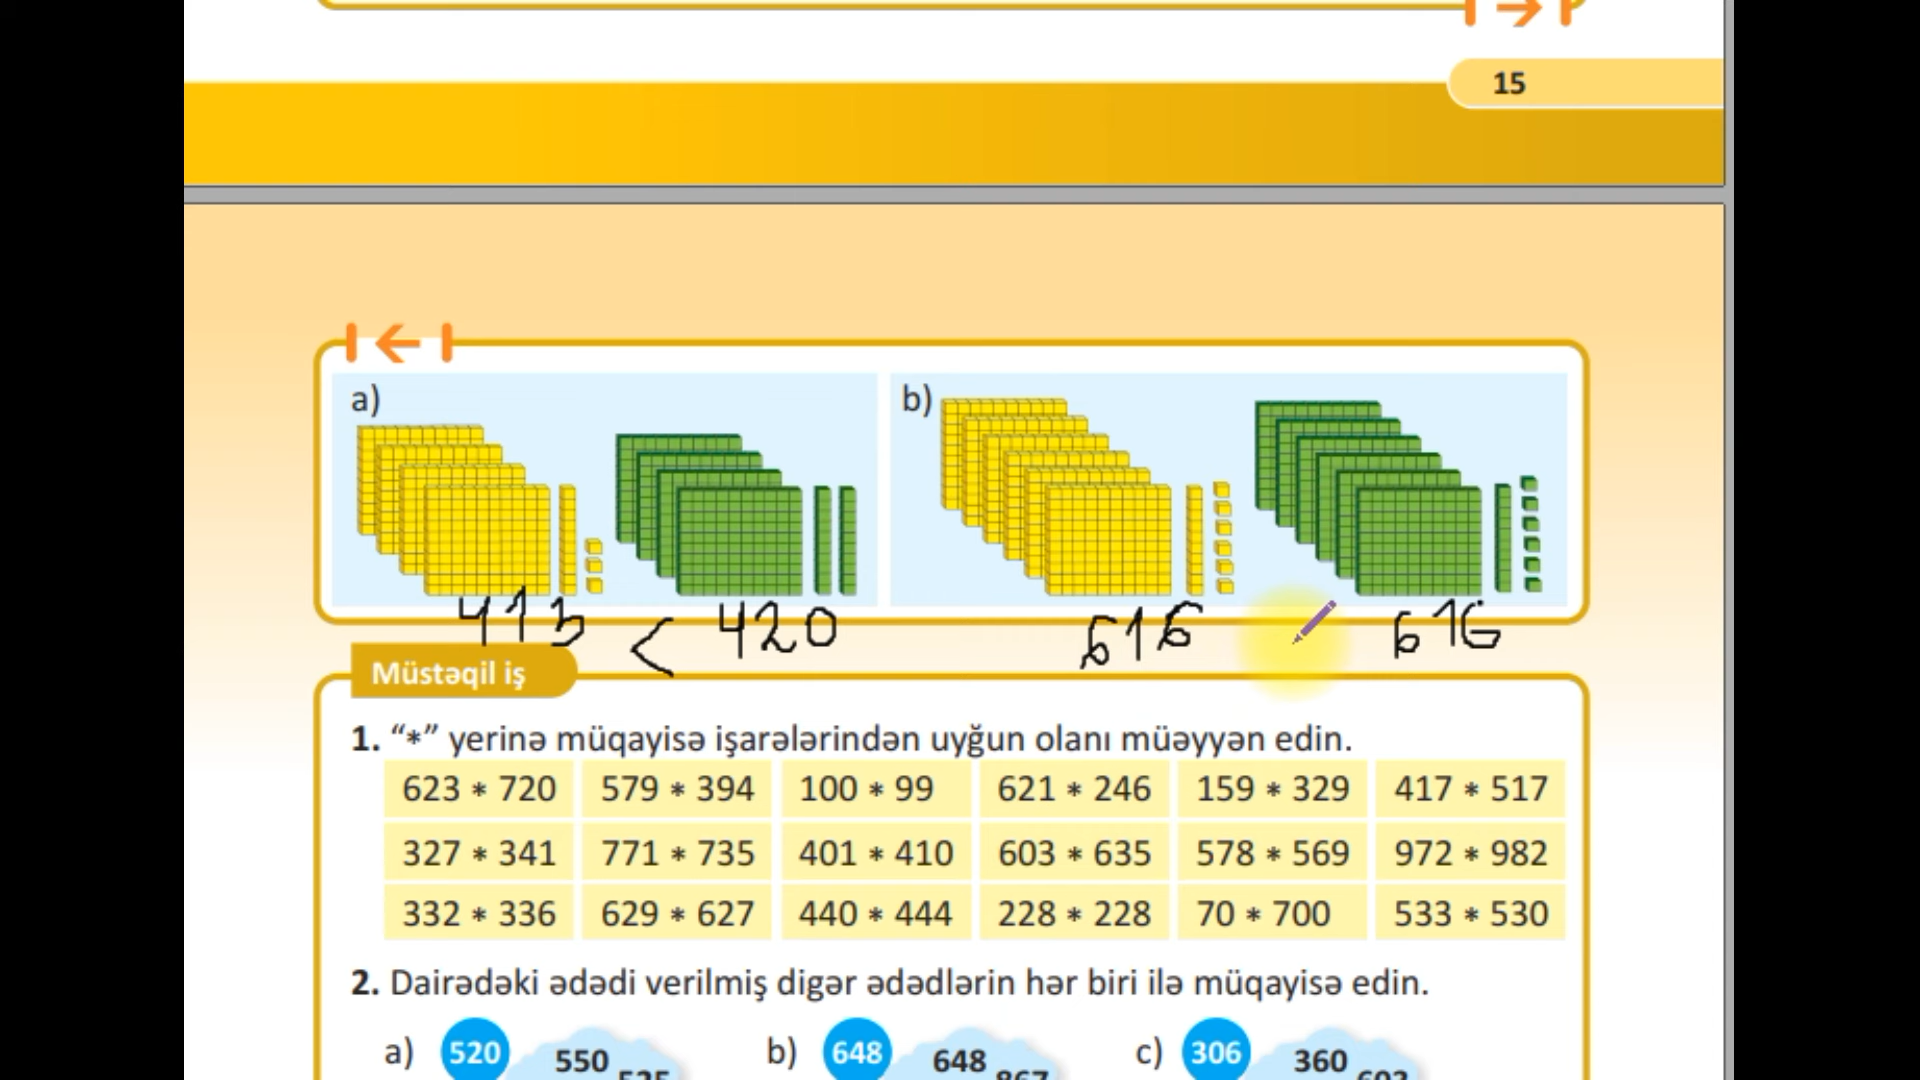 15
a)
b)
413 < 420
616 616
Müstəqil iş
1. “*” yerinə müqayisə işarələrindən uyğun olanı müəyyən edin.
623 * 720 579 * 394 100 * 99 621 * 246 159 * 329 417 * 517
327 * 341 771 * 735 401 * 410 603 * 635 578 * 569 972 * 982
332 * 336 629 * 627 440 * 444 228 * 228 70 * 700 533 * 530
2. Dairədəki ədədi verilmiş digər ədədlərin hər biri ilə müqayisə edin.
a) 520 550 b) 648 648 c) 306 360